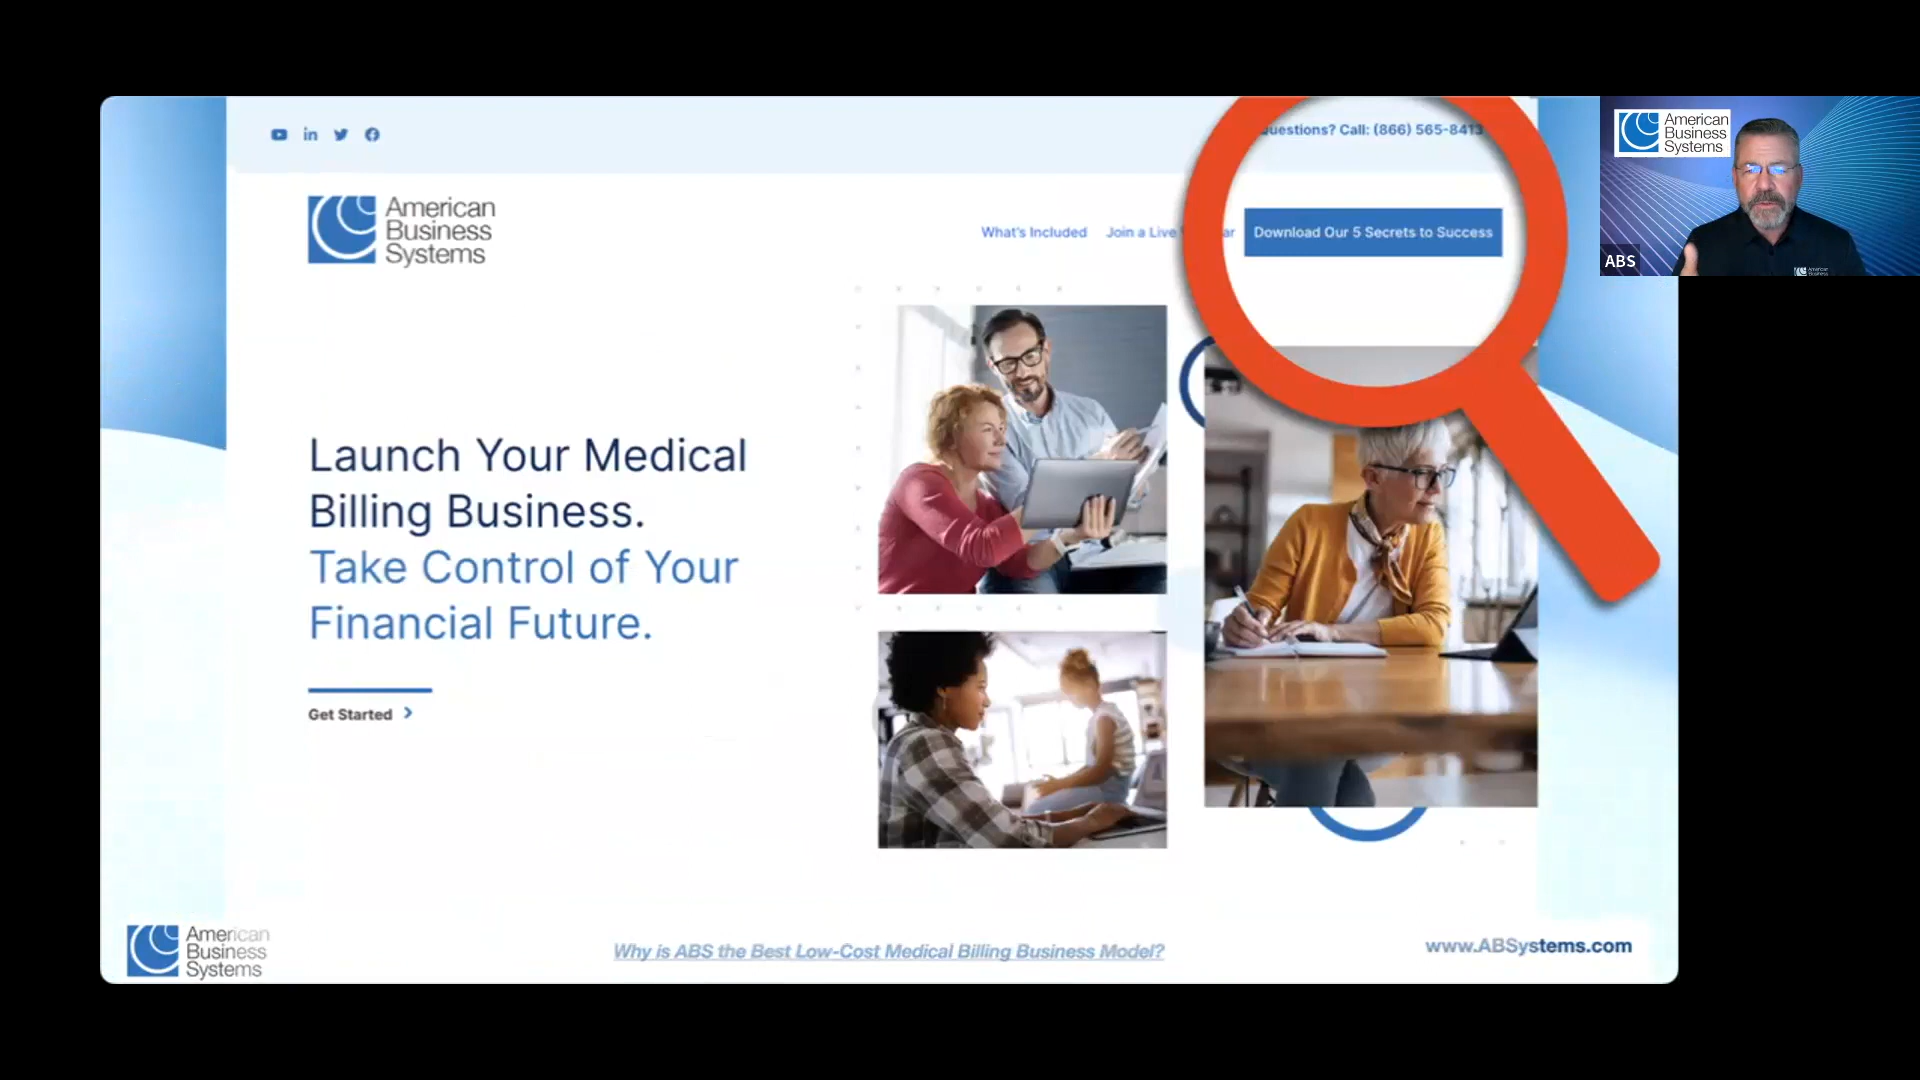 Questions? Call: (866) 565-8413
American
Business
Systems
What's Included
Join a Live
Download Our 5 Secrets to Success
Launch Your Medical
Billing Business.
Take Control of Your
Financial Future.
Get Started
American
Business
Systems
Why is ABS the Best Low-Cost Medical Billing Business Model?
www.ABSystems.com
American
Business
Systems
ABS